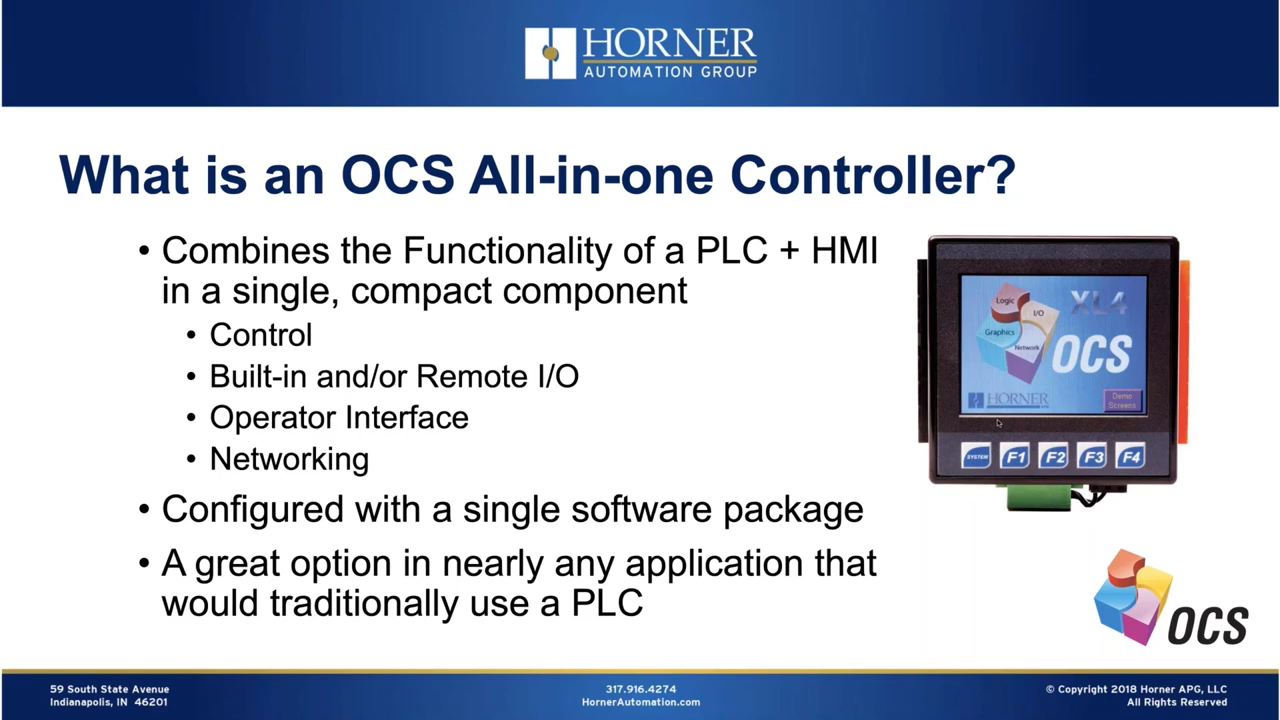 HORNER
AUTOMATION GROUP
What is an OCS All-in-one Controller?
• Combines the Functionality of a PLC + HMI
in a single, compact component
• Control
• Built-in and/or Remote I/O
• Operator Interface
• Networking
• Configured with a single software package
• A great option in nearly any application that
would traditionally use a PLC
Logic
I/O
Graphics
Network
XL4
OCS
HORNER
Demo
Screens
SYSTEM
F1
F2
F3
F4
OCS
59 South State Avenue
Indianapolis, IN 46201
317.916.4274
HornerAutomation.com
© Copyright 2018 Horner APG, LLC
All Rights Reserved